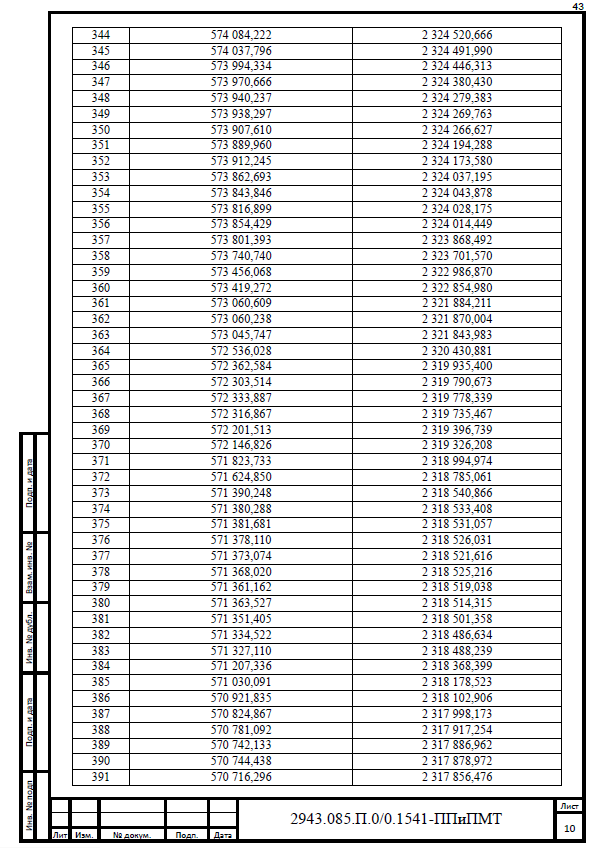 43
344 574 084,222 2 324 520,666
345 574 037,796 2 324 491,990
346 573 994,334 2 324 446,313
347 573 970,666 2 324 380,430
348 573 940,237 2 324 279,383
349 573 938,297 2 324 269,763
350 573 907,610 2 324 266,627
351 573 889,960 2 324 194,288
352 573 912,245 2 324 173,580
353 573 862,693 2 324 037,195
354 573 843,846 2 324 043,878
355 573 816,899 2 324 028,175
356 573 854,429 2 324 014,449
357 573 801,393 2 323 868,492
358 573 740,740 2 323 701,570
359 573 456,068 2 322 986,870
360 573 419,272 2 322 854,980
361 573 060,609 2 321 884,211
362 573 060,238 2 321 870,004
363 573 045,747 2 321 843,983
364 572 536,028 2 320 430,881
365 572 362,584 2 319 935,400
366 572 303,514 2 319 790,673
367 572 333,887 2 319 778,339
368 572 316,867 2 319 735,467
369 572 201,513 2 319 396,739
370 572 146,826 2 319 326,208
371 571 823,733 2 318 994,974
372 571 624,850 2 318 785,061
373 571 390,248 2 318 540,866
374 571 380,288 2 318 533,408
375 571 381,681 2 318 531,057
376 571 378,110 2 318 526,031
377 571 373,074 2 318 521,616
378 571 368,020 2 318 525,216
379 571 361,162 2 318 519,038
380 571 363,527 2 318 514,315
381 571 351,405 2 318 501,358
382 571 334,522 2 318 486,634
383 571 327,110 2 318 488,239
384 571 207,336 2 318 368,399
385 571 030,091 2 318 178,523
386 570 921,835 2 318 102,906
387 570 824,867 2 317 998,173
388 570 781,092 2 317 917,254
389 570 742,133 2 317 886,962
390 570 744,438 2 317 878,972
391 570 716,296 2 317 856,476
Подп. и дата
Взам. инв. №
Инв. № дубл.
Подп. и дата
Инв. № подп
Лит Изм. № докум. Подп. Дата
2943.085.П.0/0.1541-ППиПМТ
Лист
10